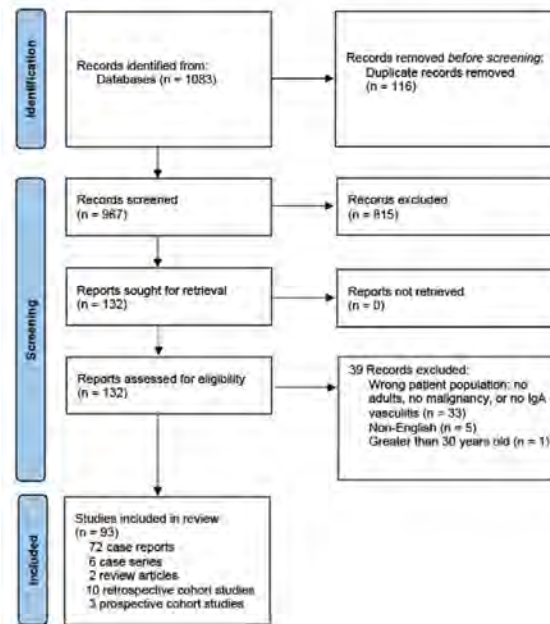 Identification
Records identified from:
Databases (n = 1083)
Records removed before screening:
Duplicate records removed
(n = 116)
Screening
Records screened
(n = 967)
Records excluded
(n = 815)
Reports sought for retrieval
(n = 132)
Reports not retrieved
(n = 0)
Reports assessed for eligibility
(n = 132)
39 Records excluded:
Wrong patient population: no
adults, no malignancy, or no IgA
vasculitis (n = 33)
Non-English (n = 5)
Greater than 30 years old (n = 1)
Included
Studies included in review
(n = 93)
72 case reports
6 case series
2 review articles
10 retrospective cohort studies
3 prospective cohort studies